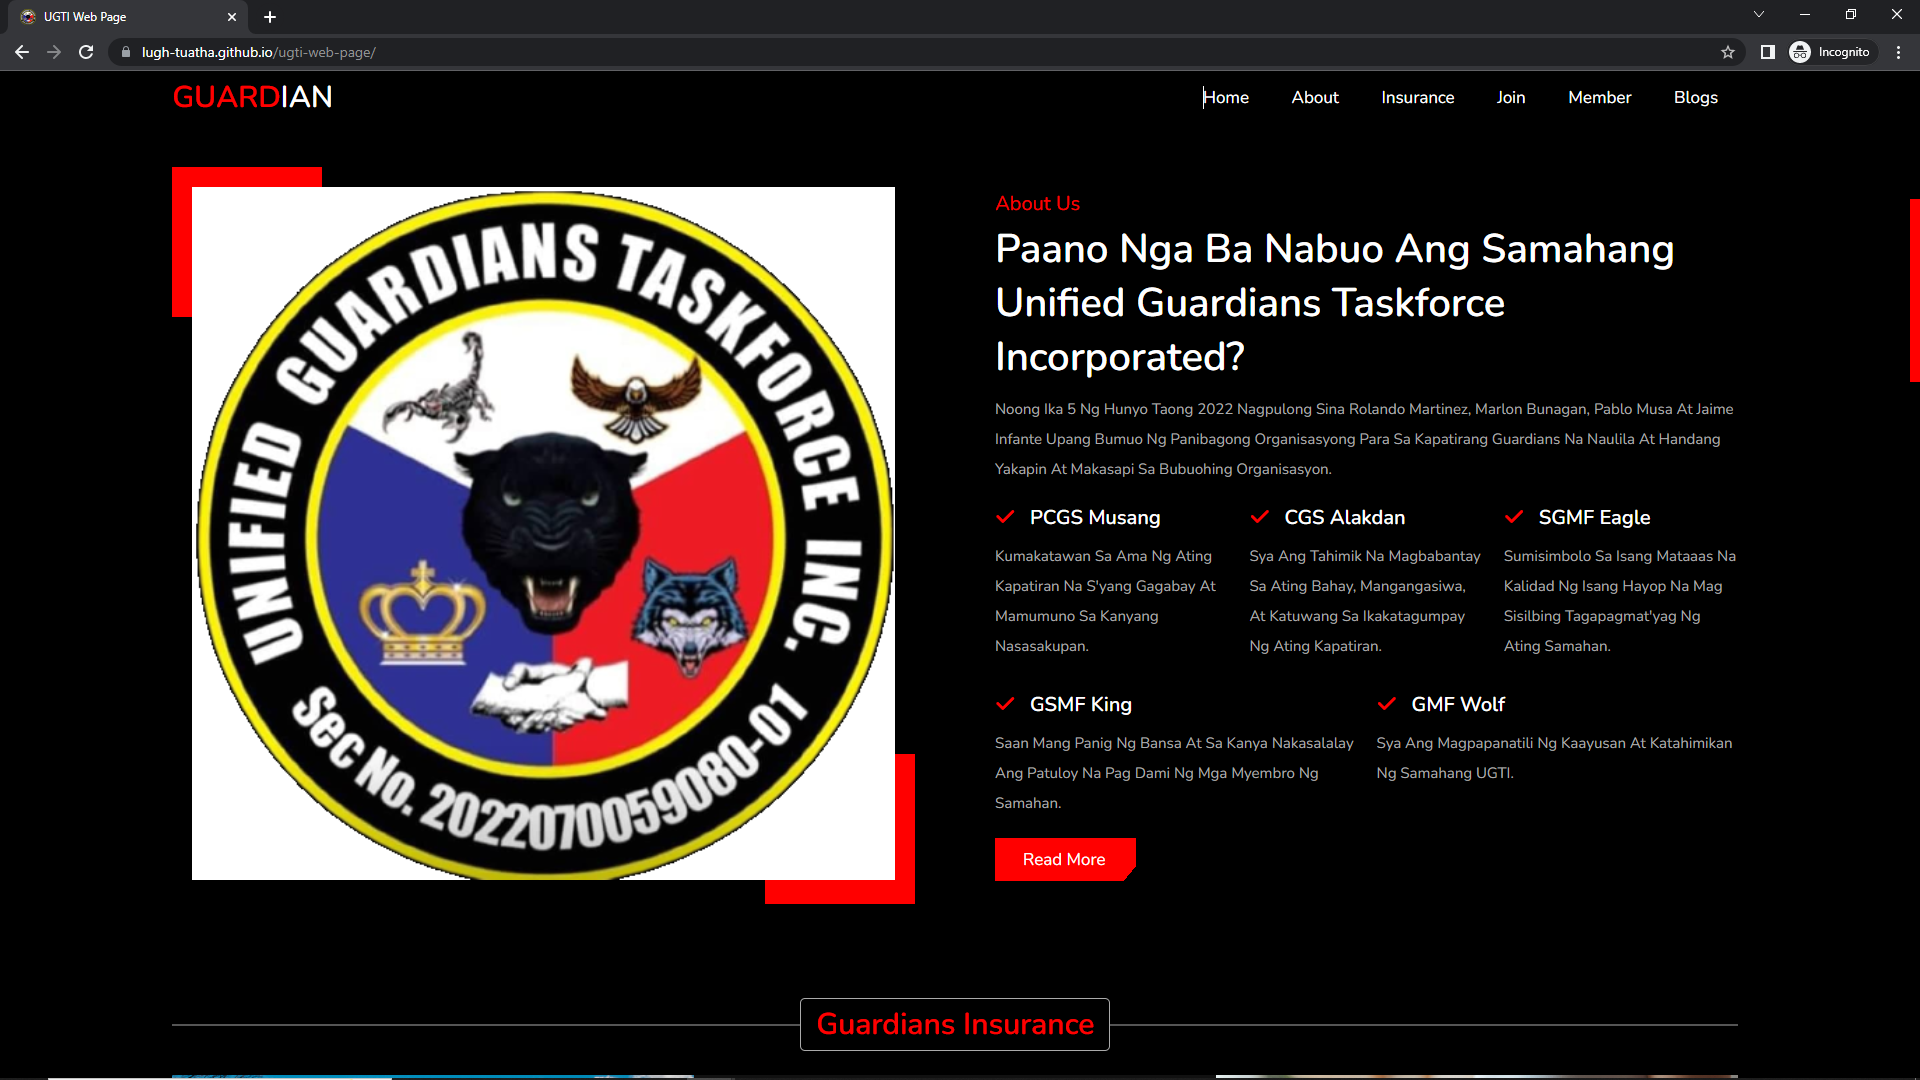 UGTI Web Page
lugh-tuatha.github.io/ugti-web-page/
Incognito
GUARDIAN
Home About Insurance Join Member Blogs
UNIFIED GUARDIANS TASKFORCE INC.
Sec No. 2022070059080-01
About Us
Paano Nga Ba Nabuo Ang Samahang
Unified Guardians Taskforce
Incorporated?
Noong Ika 5 Ng Hunyo Taong 2022 Nagpulong Sina Rolando Martinez, Marlon Bunagan, Pablo Musa At Jaime
Infante Upang Bumuo Ng Panibagong Organisasyong Para Sa Kapatirang Guardians Na Naulila At Handang
Yakapin At Makasapi Sa Bubuohing Organisasyon.
PCGS Musang
Kumakatawan Sa Ama Ng Ating
Kapatiran Na S'yang Gagabay At
Mamumuno Sa Kanyang
Nasasakupan.
CGS Alakdan
Sya Ang Tahimik Na Magbabantay
Sa Ating Bahay, Mangangasiwa,
At Katuwang Sa Ikakatagumpay
Ng Ating Kapatiran.
SGMF Eagle
Sumisimbolo Sa Isang Mataaas Na
Kalidad Ng Isang Hayop Na Mag
Sisilbing Tagapagmat'yag Ng
Ating Samahan.
GSMF King
Saan Mang Panig Ng Bansa At Sa Kanya Nakasalalay
Ang Patuloy Na Pag Dami Ng Mga Myembro Ng
Samahan.
GMF Wolf
Sya Ang Magpapanatili Ng Kaayusan At Katahimikan
Ng Samahang UGTI.
Read More
Guardians Insurance